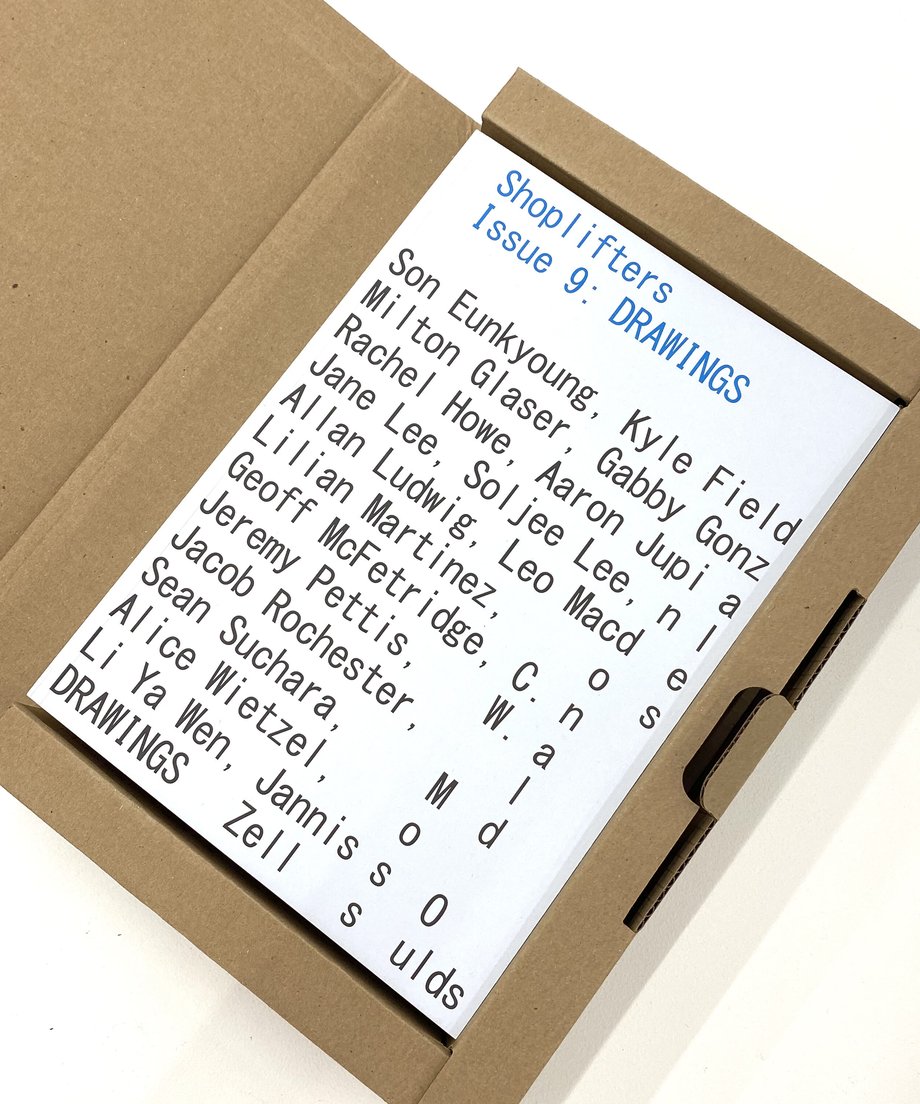 Shoplifters
Issue 9: DRAWINGS
Son Eunkyoung, Kyle Field
Milton Glaser, Gabby Gonz
Rachel Howe, Aaron Jupi a
Jane Lee, Soljee Lee, n l
Allan Ludwig, Leo Macd e
Lilian Martinez, o s
Geoff McFetridge, C. n
Jeremy Pettis, W. a
Jacob Rochester, l
Sean Suchara, M d
Alice Wietzel, o
Li Ya Wen, Jannis s O
DRAWINGS Zell s ulds